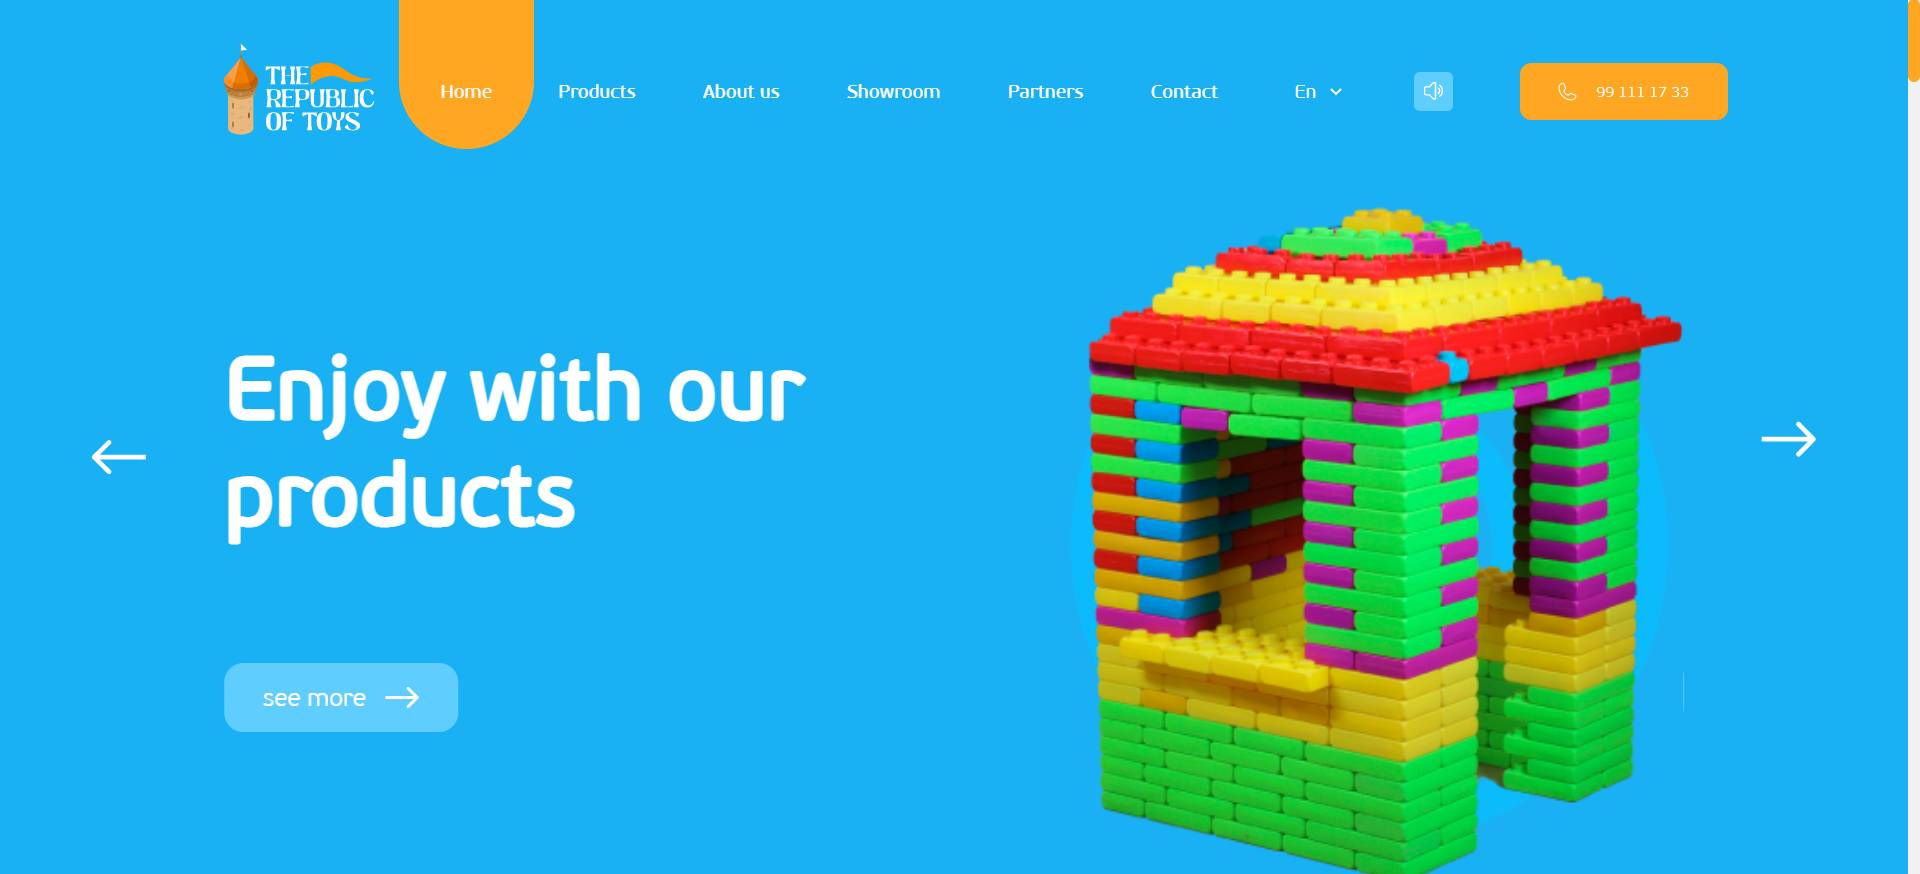 THE
REPUBLIC
OF TOYS
Home
Products
About us
Showroom
Partners
Contact
En
99 111 17 33
Enjoy with our
products
see more